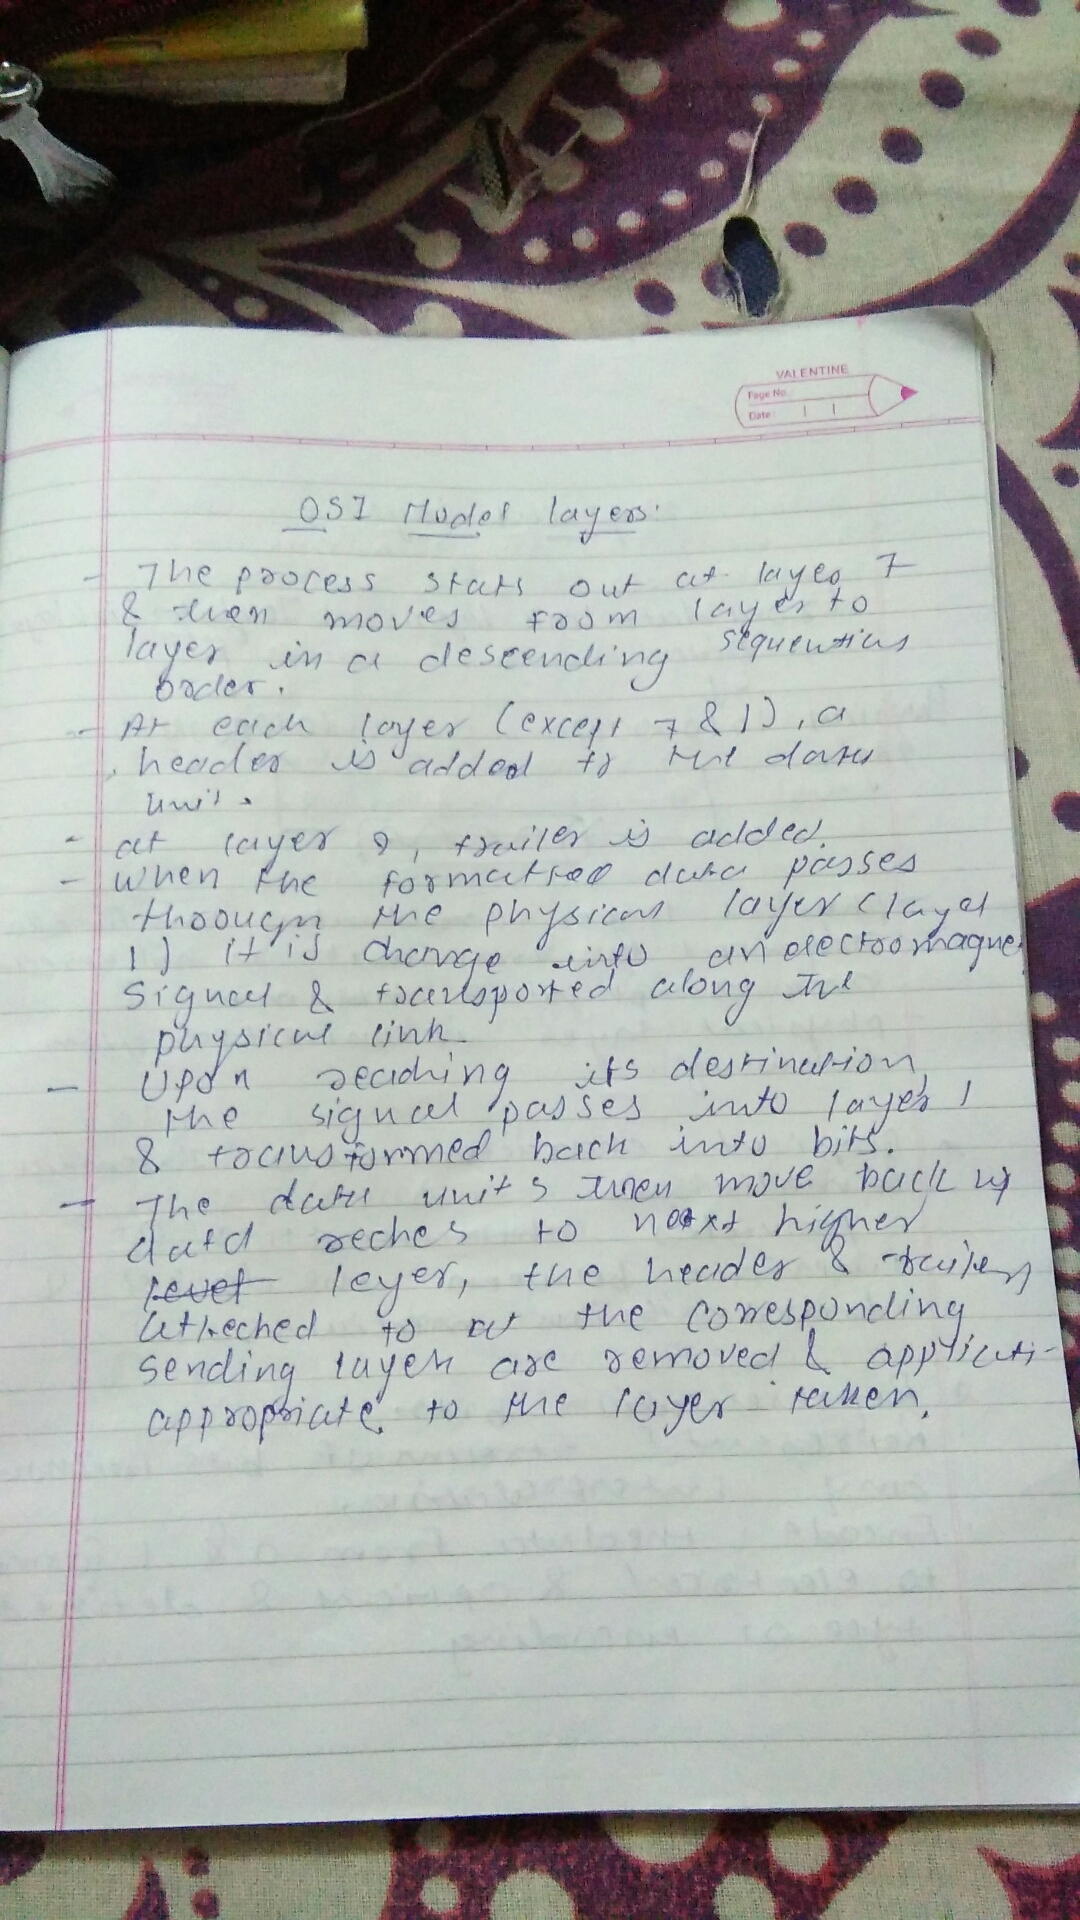 VALENTINE
Page No.
Date:
OSI Model layers.
- The process stats out at layer 7
& then moves from layer to
layer in a descending sequential
order.
- At each layer (except 7 & 1), a
header is added to the data
unit.
- at layer 2, trailer is added.
- When the formatted data passes
through the physical layer (layer
1) it is change into an electromagne
signal & transported along the
physical link.
- Upon reaching its destination
the signal passes into layer 1
& transformed back into bits.
- The data units then move back up
data reches to next higher
level leyer, the header & trailers
atteched to at the corresponding
sending layer are removed & applicati-
appropriate to the layer taken.